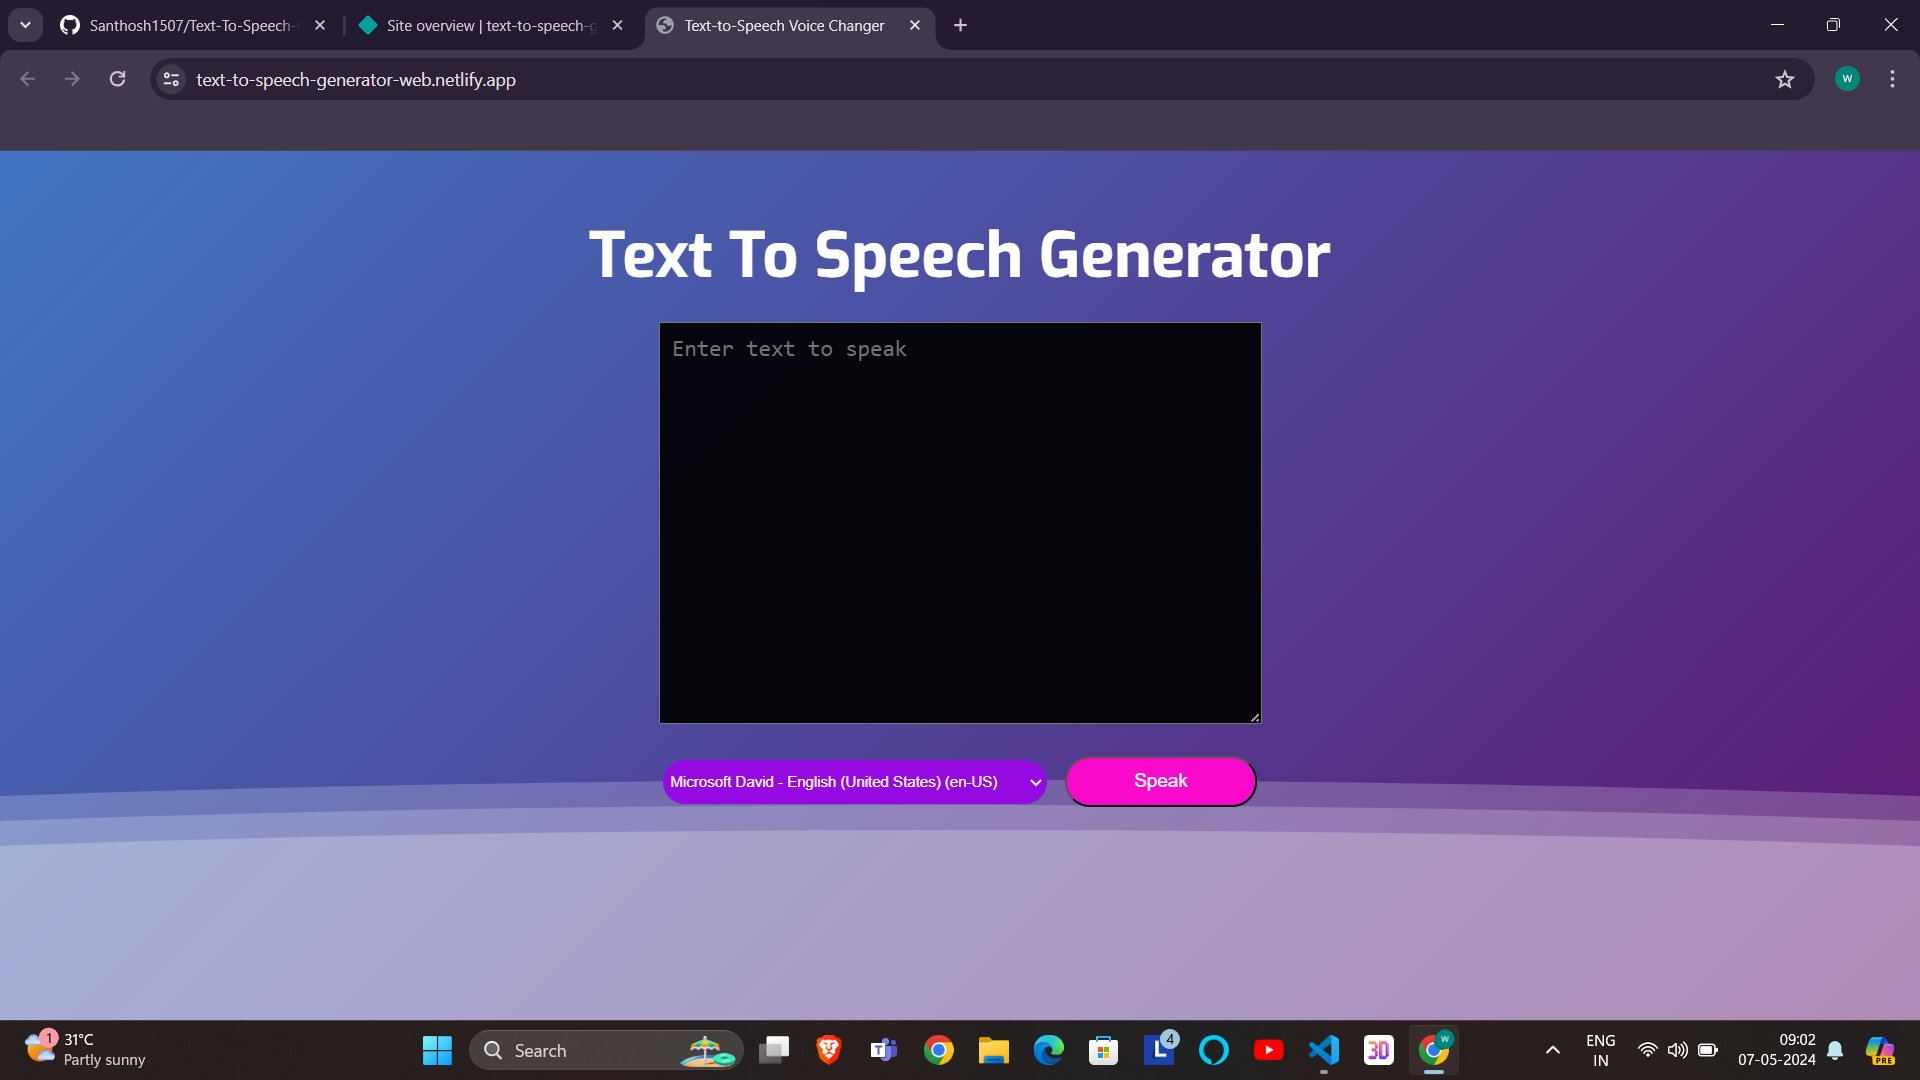 Santhosh1507/Text-To-Speech-
Site overview | text-to-speech-g
Text-to-Speech Voice Changer
text-to-speech-generator-web.netlify.app
W
Text To Speech Generator
Enter text to speak
Microsoft David - English (United States) (en-US)
Speak
1
31°C
Partly sunny
Search
T
L
4
3D
W
ENG
IN
09:02
07-05-2024
PRE